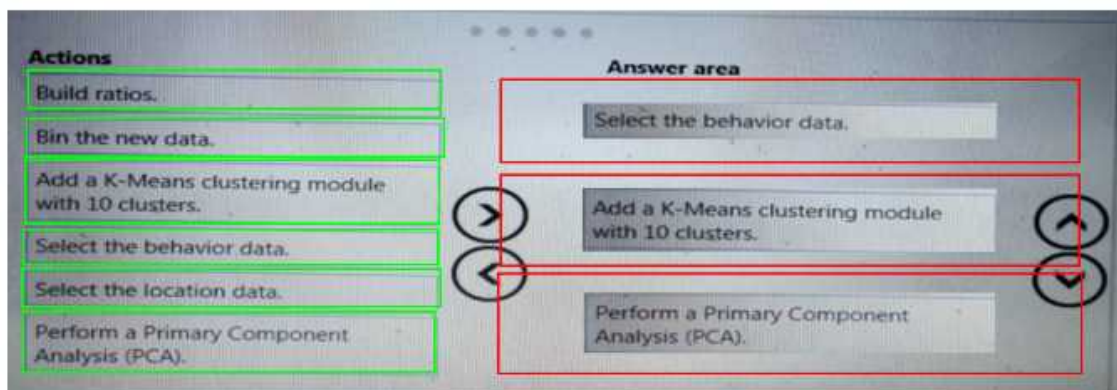 Actions
Build ratios.
Bin the new data.
Add a K-Means clustering module
with 10 clusters.
Select the behavior data.
Select the location data.
Perform a Primary Component
Analysis (PCA).
Answer area
Select the behavior data.
Add a K-Means clustering module
with 10 clusters.
Perform a Primary Component
Analysis (PCA).